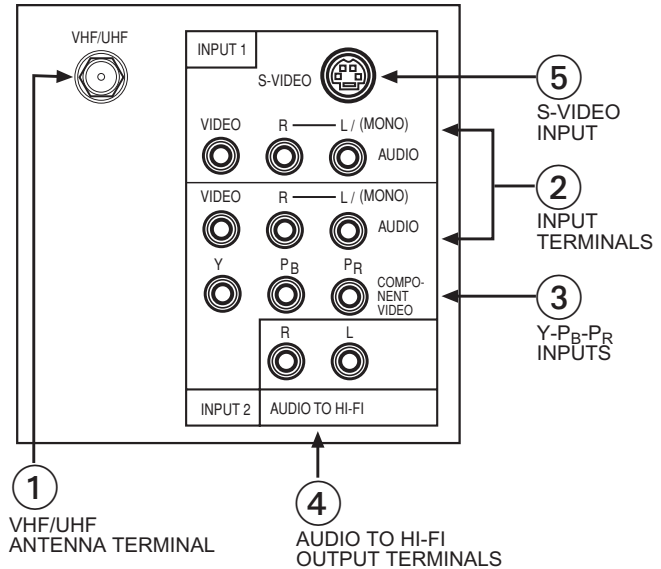 VHF/UHF
INPUT 1
S-VIDEO
VIDEO R L / (MONO)
AUDIO
VIDEO R L / (MONO)
AUDIO
Y PB PR
COMPO-
NENT
VIDEO
R L
INPUT 2 AUDIO TO HI-FI
5
S-VIDEO
INPUT
2
INPUT
TERMINALS
3
Y-PB-PR
INPUTS
1
VHF/UHF
ANTENNA TERMINAL
4
AUDIO TO HI-FI
OUTPUT TERMINALS